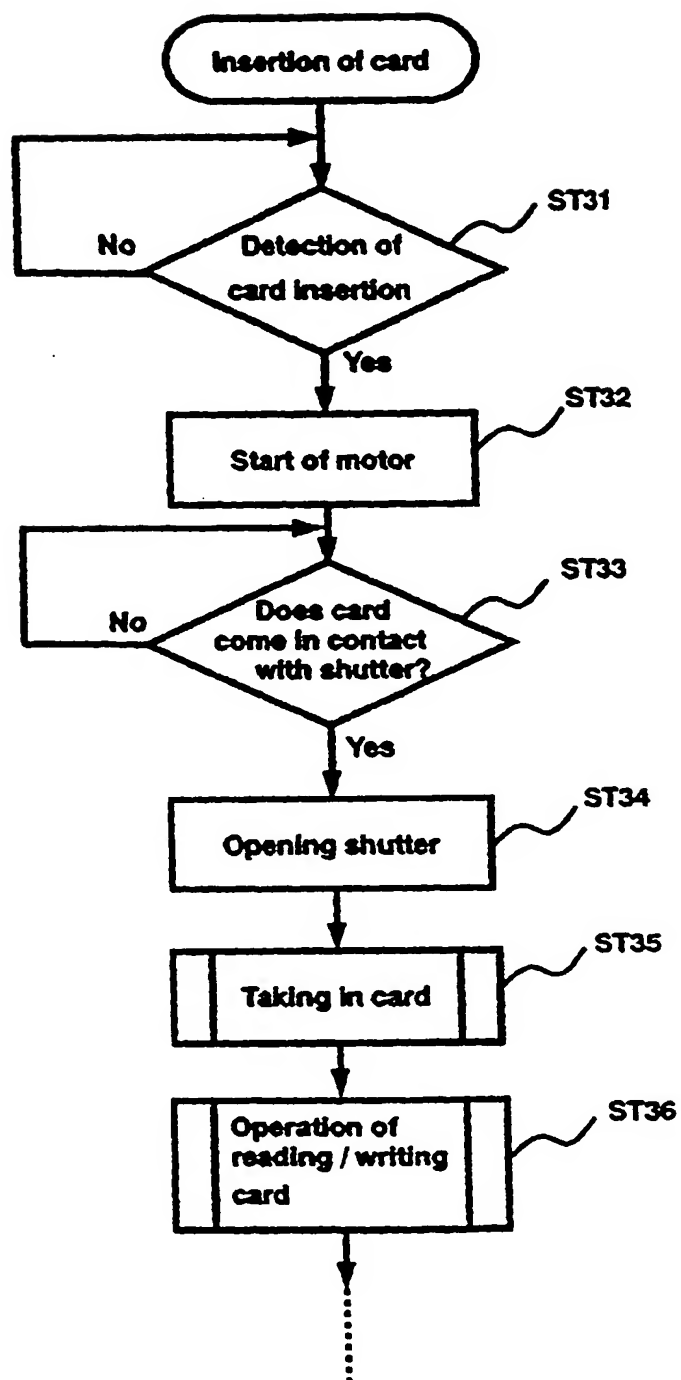 Insertion of card
ST31
No
Detection of
card insertion
Yes
ST32
Start of motor
ST33
No
Does card
come in contact
with shutter?
Yes
ST34
Opening shutter
ST35
Taking in card
ST36
Operation of
reading / writing
card